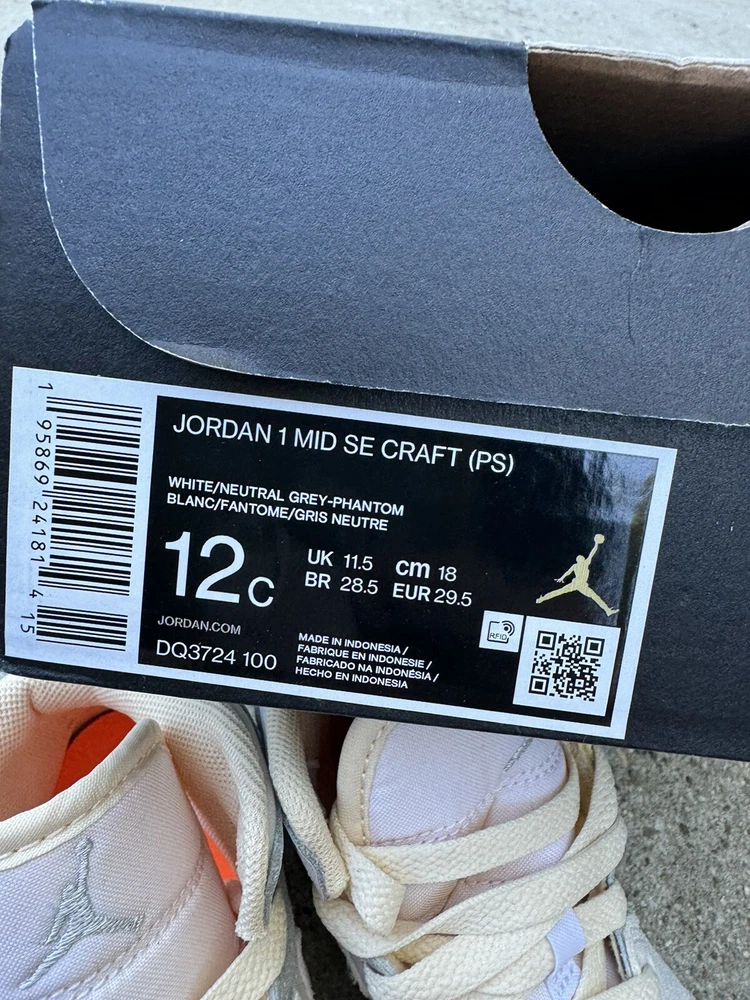 JORDAN 1 MID SE CRAFT (PS)
WHITE/NEUTRAL GREY-PHANTOM
BLANC/FANTOME/GRIS NEUTRE
12C
UK 11.5 cm 18
BR 28.5 EUR 29.5
JORDAN.COM
DQ3724 100
MADE IN INDONESIA /
FABRIQUE EN INDONESIE /
FABRICADO NA INDONÉSIA /
HECHO EN INDONESIA
RFID
1 95869 24181 4 15